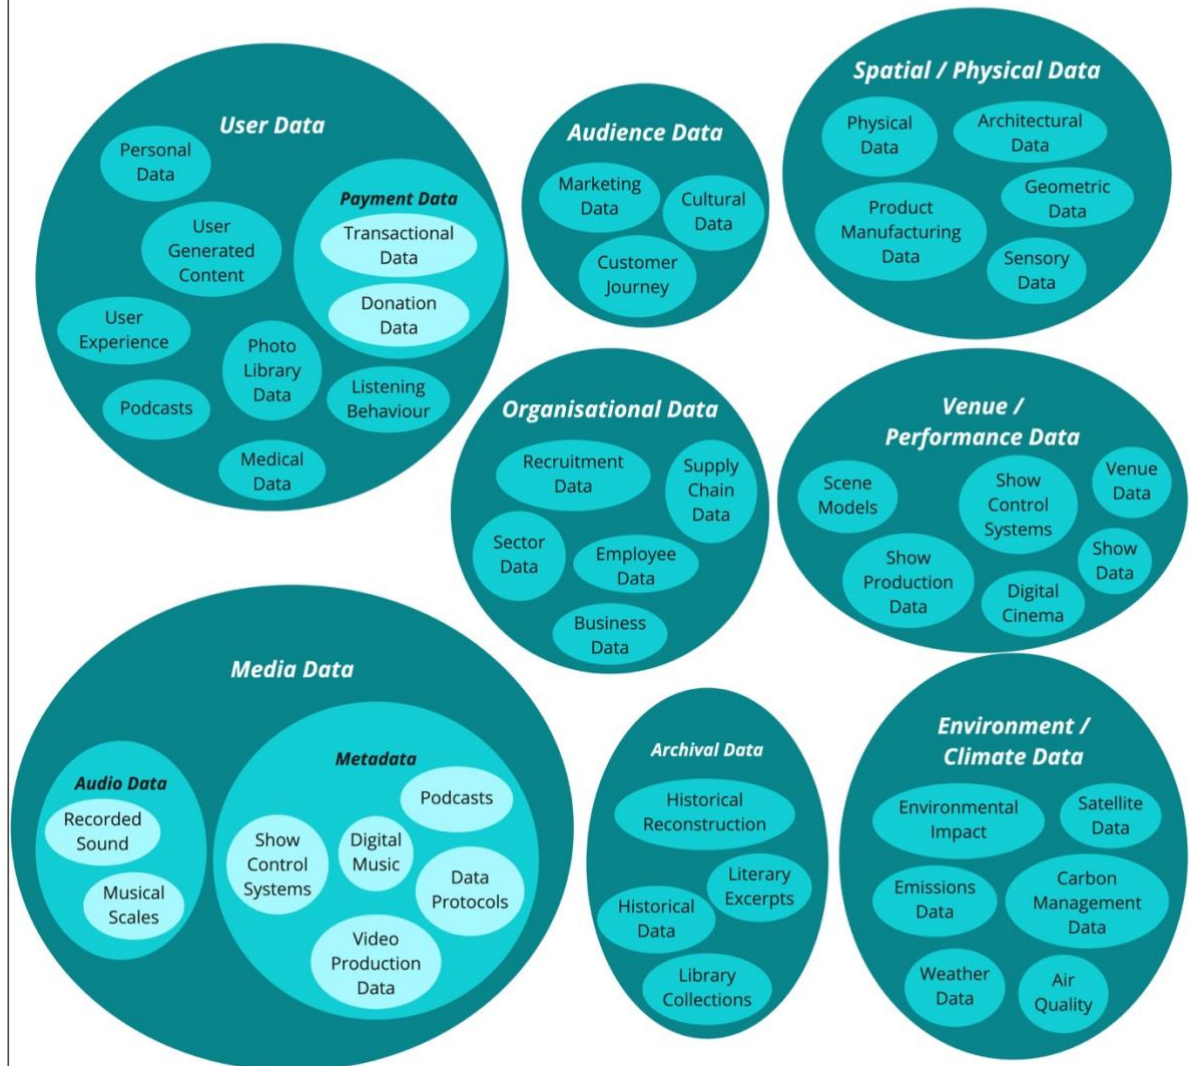 User Data
Personal
Data
User
Generated
Content
Payment Data
Transactional
Data
Donation
Data
User
Experience
Photo
Library
Data
Podcasts
Listening
Behaviour
Medical
Data
Audience Data
Marketing
Data
Cultural
Data
Customer
Journey
Spatial / Physical Data
Physical
Data
Architectural
Data
Geometric
Data
Product
Manufacturing
Data
Sensory
Data
Organisational Data
Recruitment
Data
Supply
Chain
Data
Sector
Data
Employee
Data
Business
Data
Venue /
Performance Data
Scene
Models
Show
Control
Systems
Venue
Data
Show
Production
Data
Digital
Cinema
Show
Data
Media Data
Audio Data
Recorded
Sound
Musical
Scales
Metadata
Podcasts
Show
Control
Systems
Digital
Music
Data
Protocols
Video
Production
Data
Archival Data
Historical
Reconstruction
Literary
Excerpts
Historical
Data
Library
Collections
Environment /
Climate Data
Environmental
Impact
Satellite
Data
Emissions
Data
Carbon
Management
Data
Weather
Data
Air
Quality